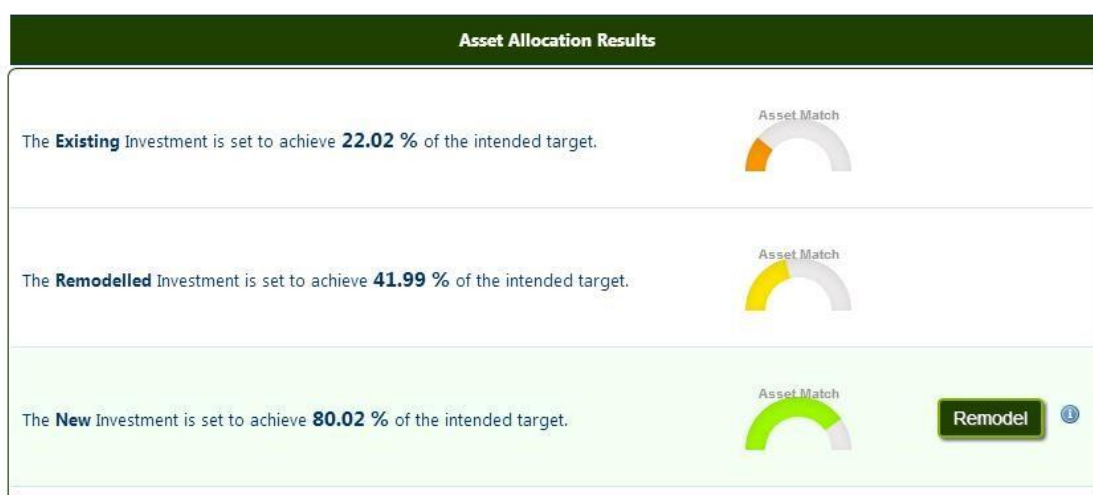 Asset Allocation Results
Asset Match
The Existing Investment is set to achieve 22.02 % of the intended target.
Asset Match
The Remodelled Investment is set to achieve 41.99 % of the intended target.
Asset Match
The New Investment is set to achieve 80.02 % of the intended target.
Remodel
i